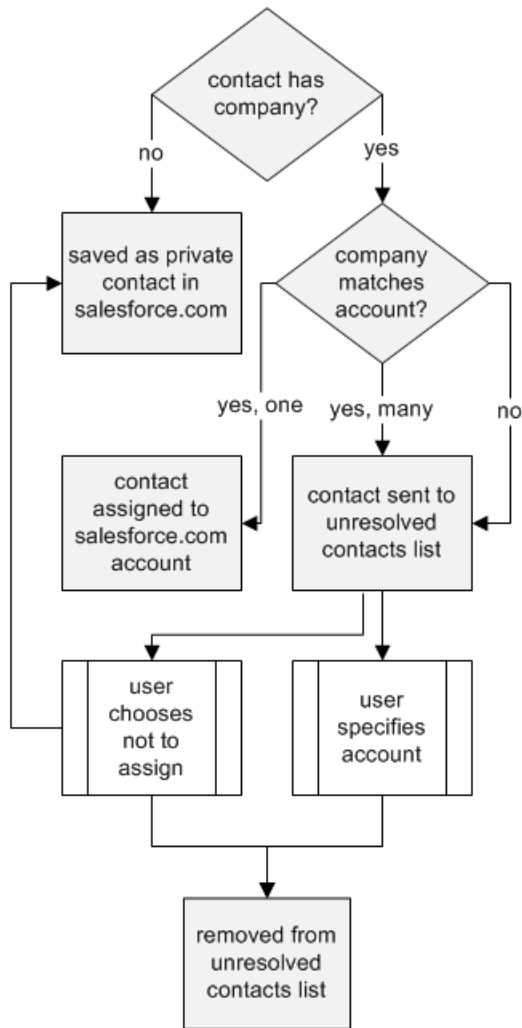 contact has
company?
no
yes
saved as private
contact in
salesforce.com
company
matches
account?
yes, one
yes, many
no
contact
assigned to
salesforce.com
account
contact sent to
unresolved
contacts list
user
chooses
not to
assign
user
specifies
account
removed from
unresolved
contacts list